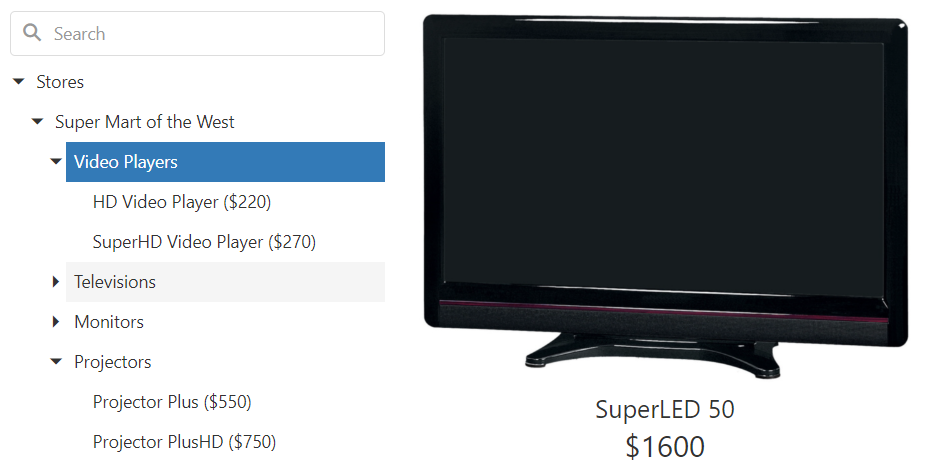 Search
Stores
Super Mart of the West
Video Players
HD Video Player ($220)
SuperHD Video Player ($270)
Televisions
Monitors
Projectors
Projector Plus ($550)
Projector PlusHD ($750)
SuperLED 50
$1600